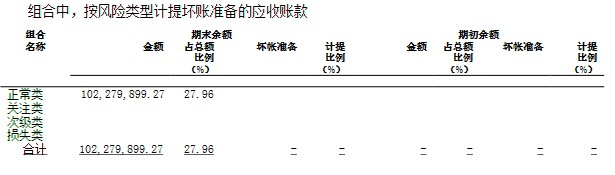 组合中，按风险类型计提坏账准备的应收账款
组合 期末余额 期初余额
名称 金额 占总额 坏帐准备 计提 金额 占总额 坏帐准备 计提
比例 比例 比例 比例
(%) (%) (%) (%)
正常类 102,279,899.27 27.96
关注类
次级类
损失类
合计 102,279,899.27 27.96 — — — — — —